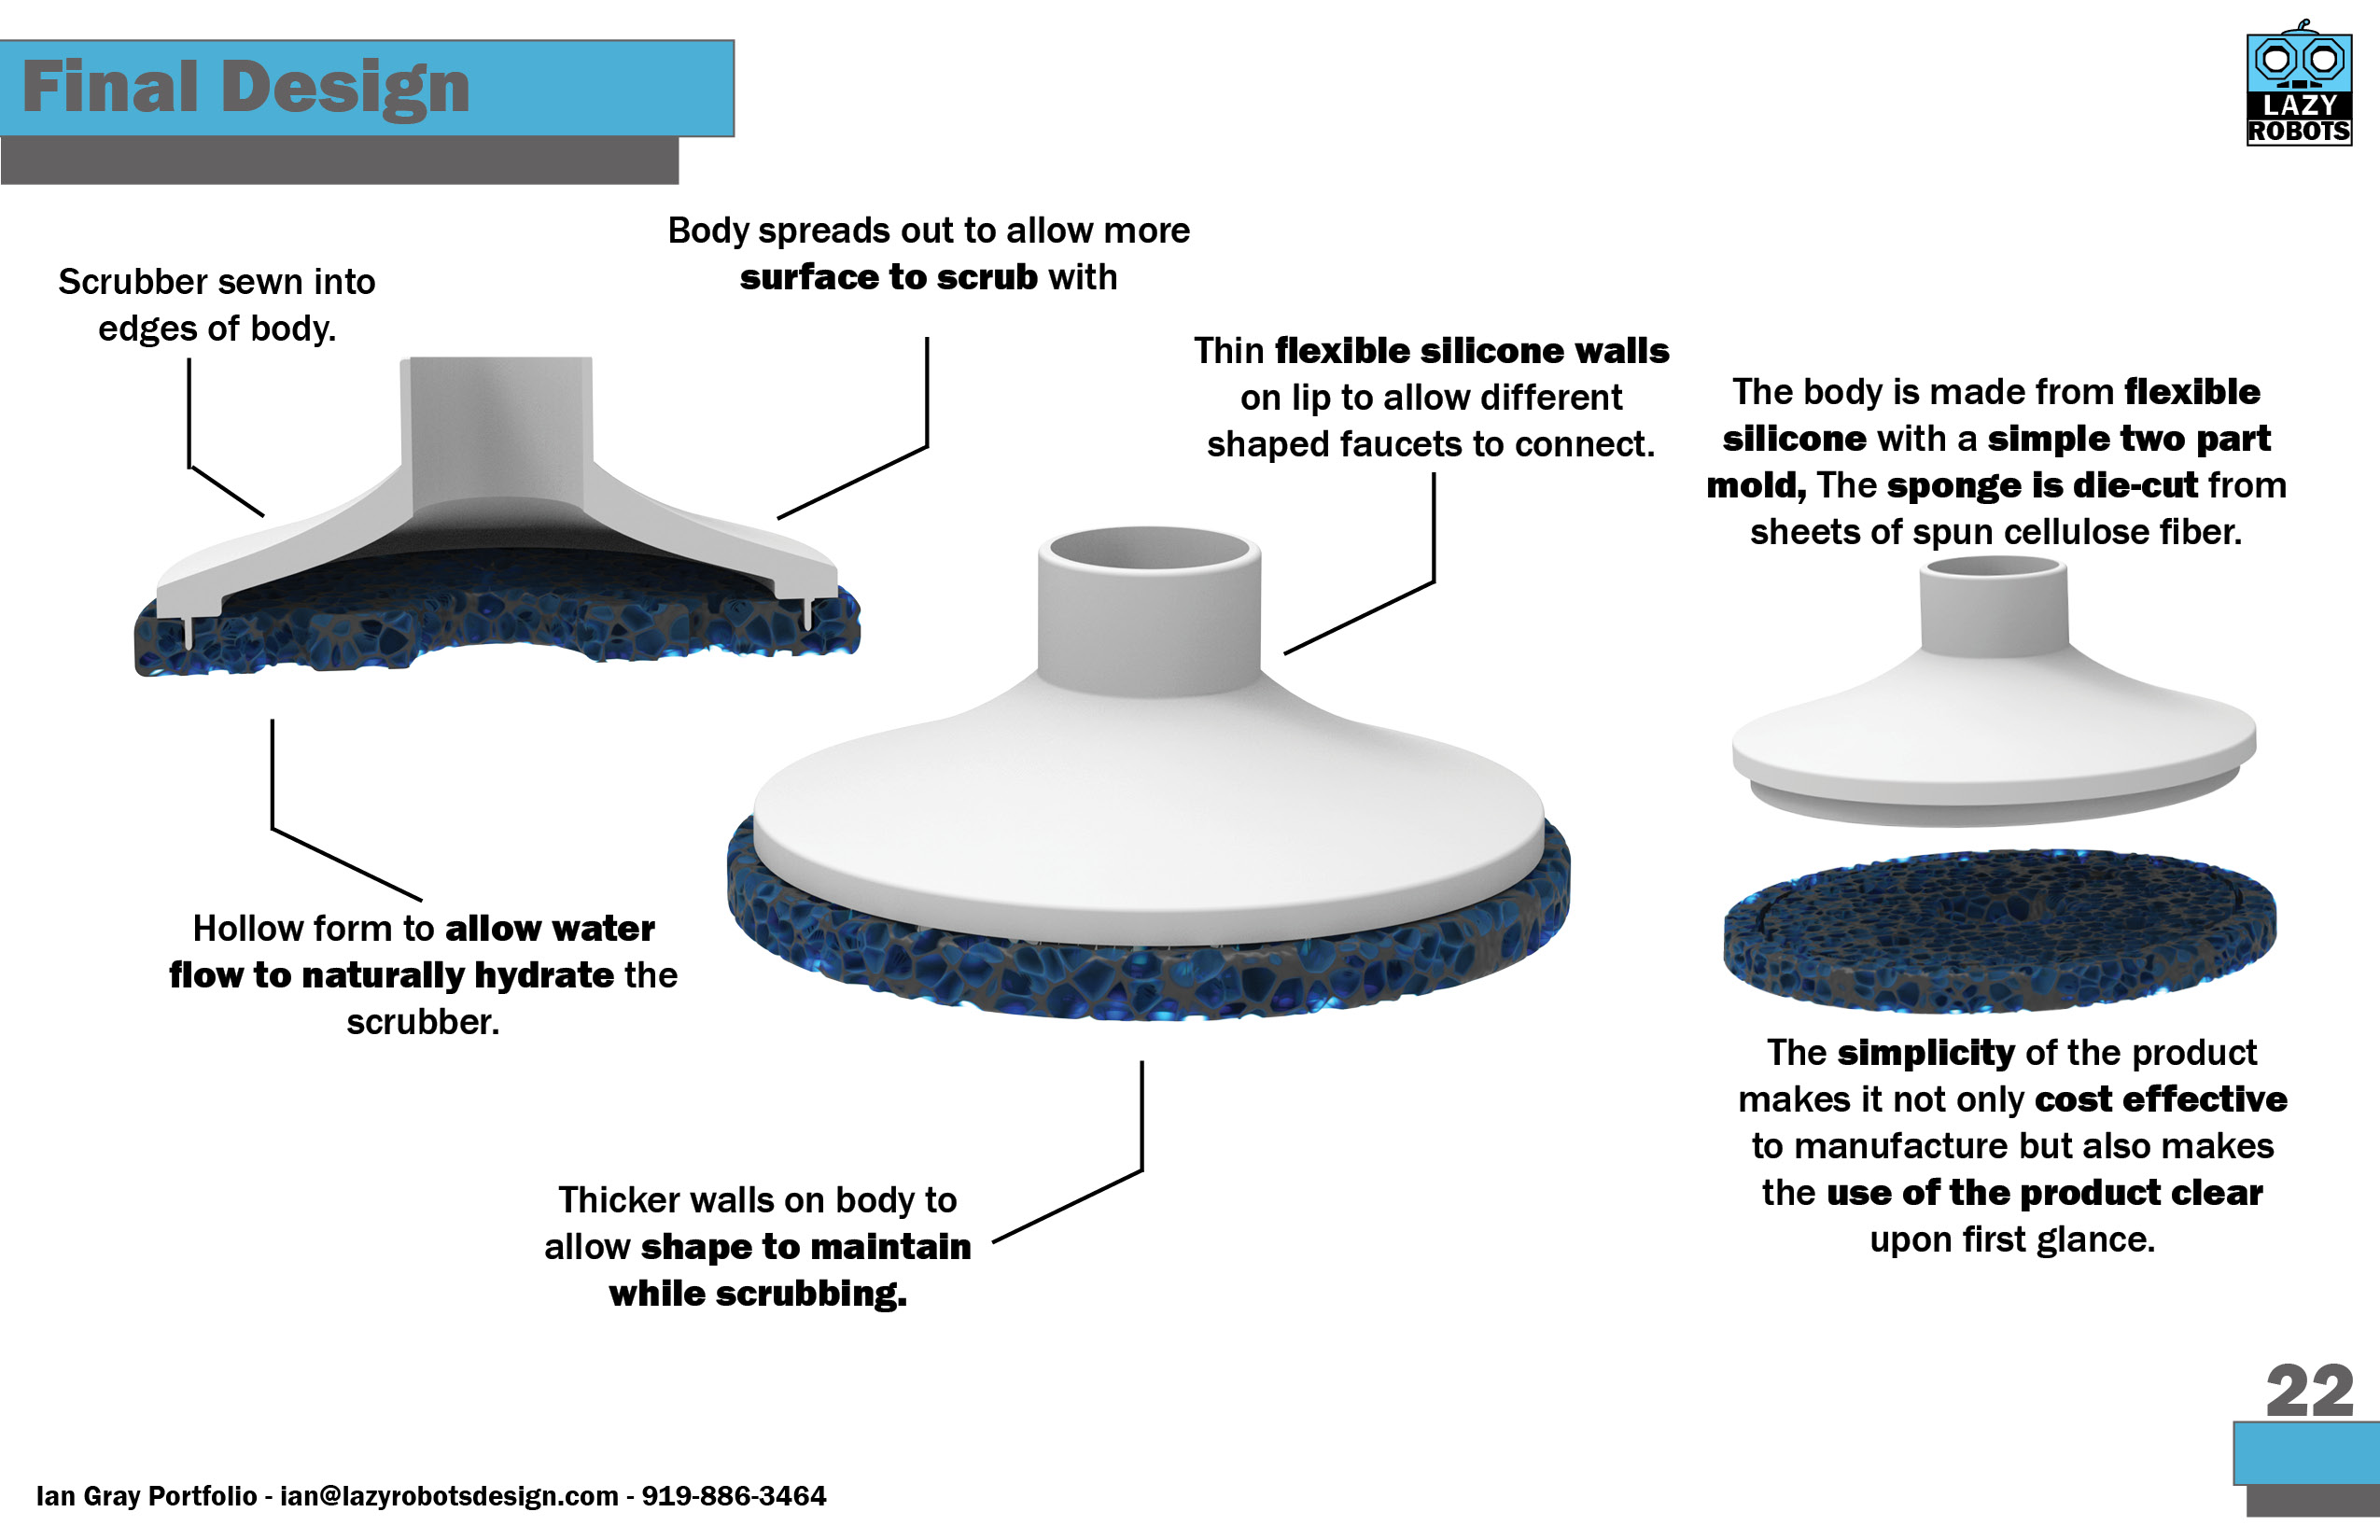 Final Design
LAZY
ROBOTS
Scrubber sewn into
edges of body.
Body spreads out to allow more
surface to scrub with
Thin flexible silicone walls
on lip to allow different
shaped faucets to connect.
The body is made from flexible
silicone with a simple two part
mold, The sponge is die-cut from
sheets of spun cellulose fiber.
Hollow form to allow water
flow to naturally hydrate the
scrubber.
Thicker walls on body to
allow shape to maintain
while scrubbing.
The simplicity of the product
makes it not only cost effective
to manufacture but also makes
the use of the product clear
upon first glance.
22
Ian Gray Portfolio - ian@lazyrobotsdesign.com - 919-886-3464